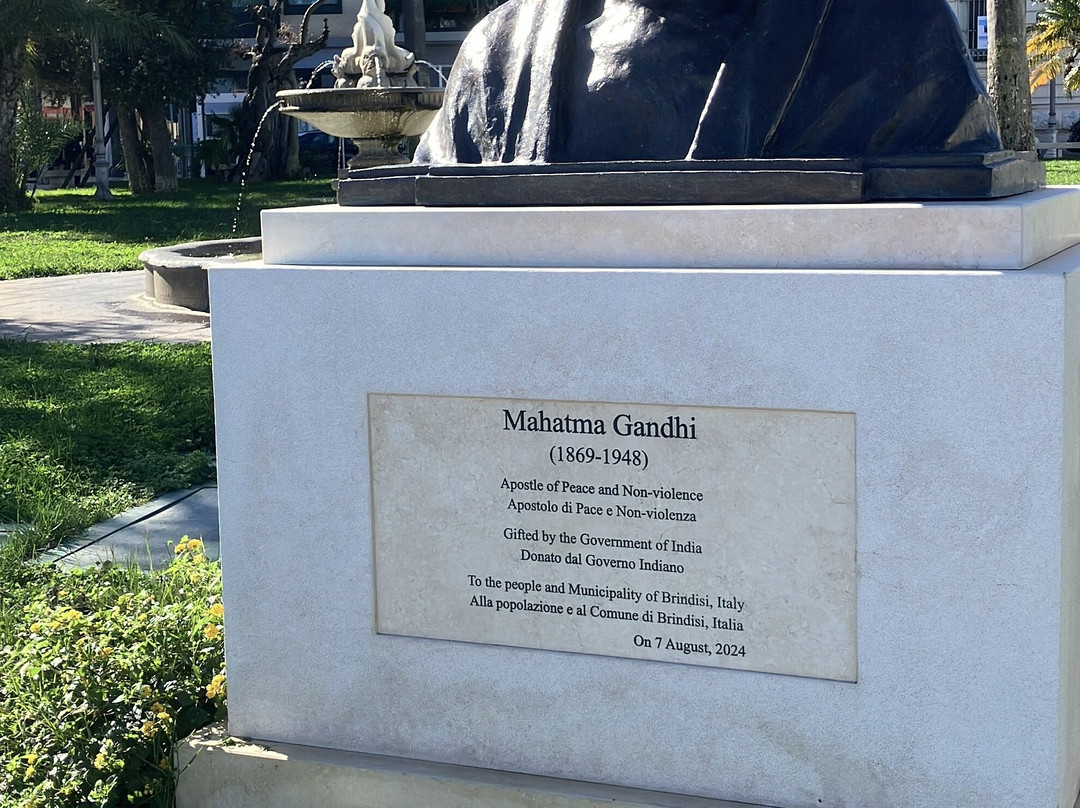 Mahatma Gandhi
(1869-1948)
Apostle of Peace and Non-violence
Apostolo di Pace e Non-violenza
Gifted by the Government of India
Donato dal Governo Indiano
To the people and Municipality of Brindisi, Italy
Alla popolazione e al Comune di Brindisi, Italia
On 7 August, 2024